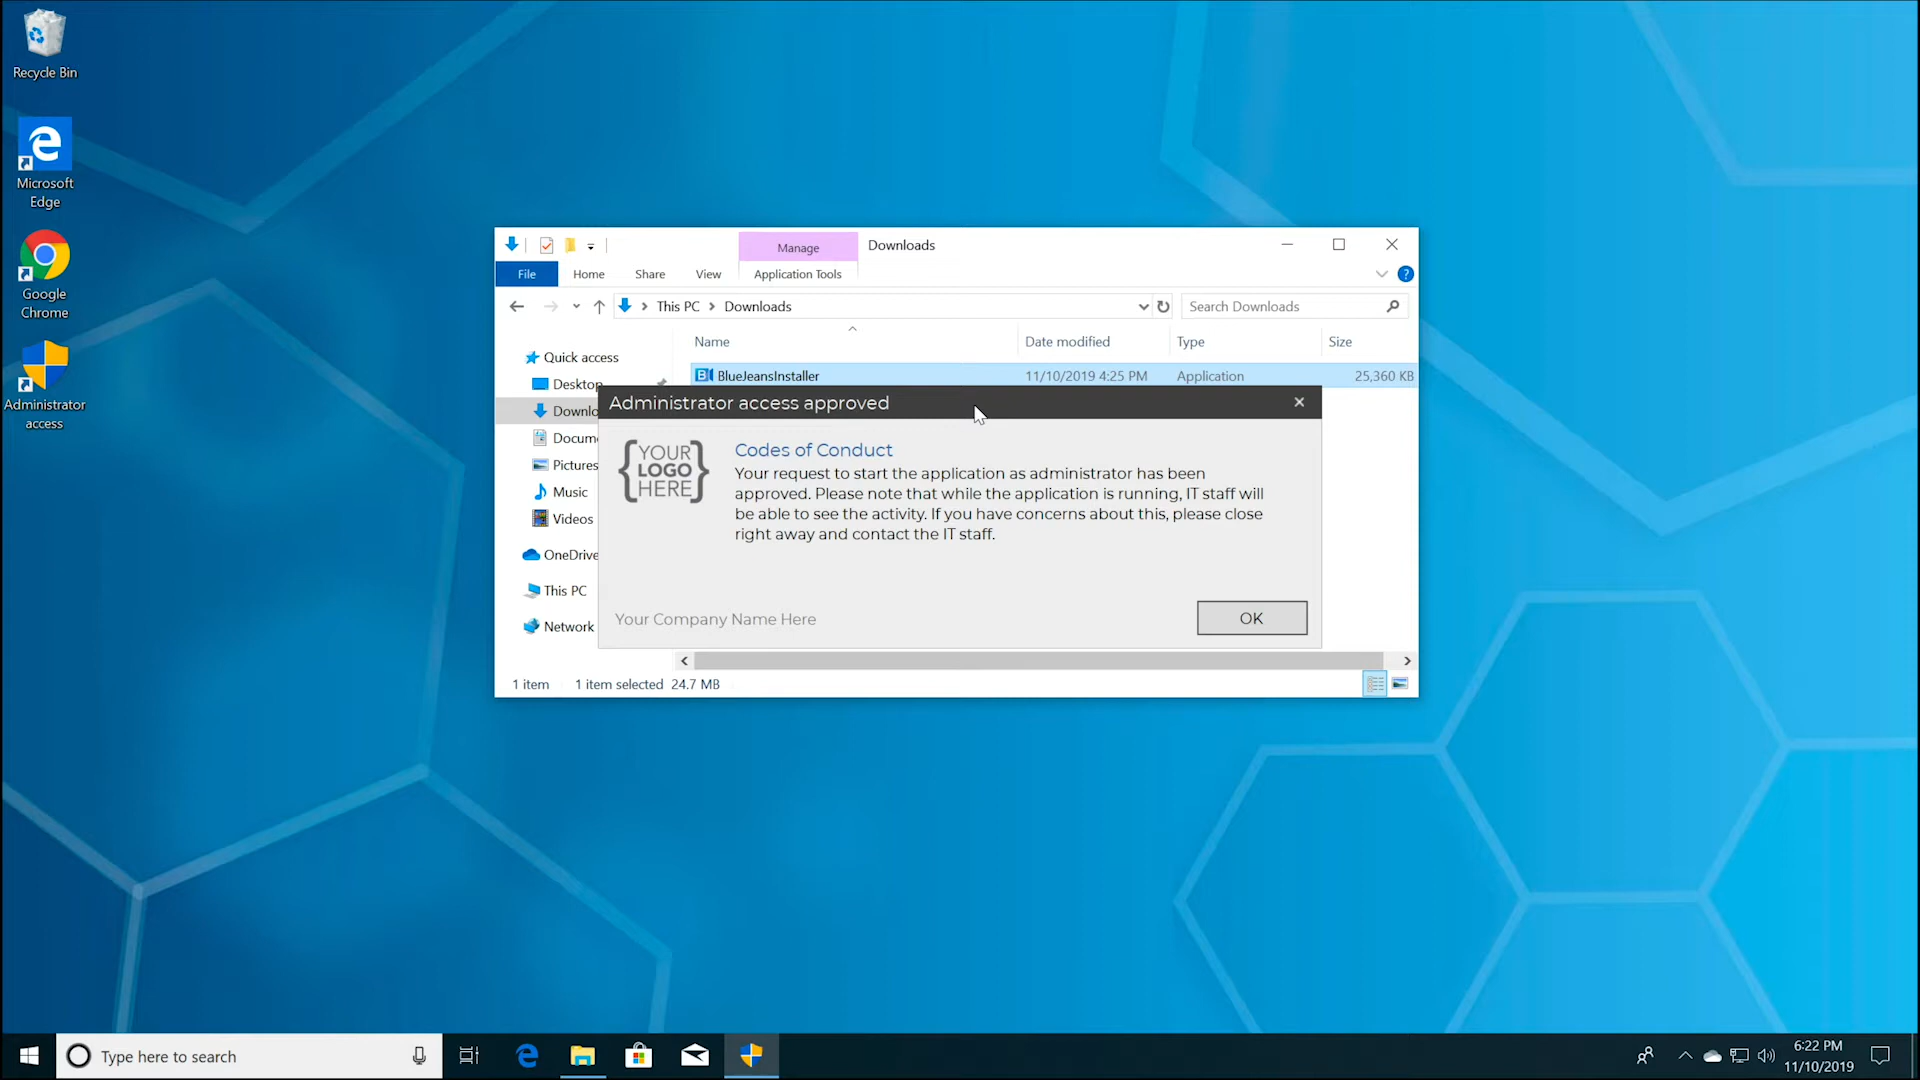 Recycle Bin
Microsoft
Edge
Google
Chrome
Administrator
access
Manage
Downloads
File
Home
Share
View
Application Tools
?
This PC
Downloads
Search Downloads
Name
Date modified
Type
Size
Quick access
Desktop
Downlo
Docum
Pictures
Music
Videos
OneDrive
This PC
Network
BlueJeansInstaller
11/10/2019 4:25 PM
Application
25,360 KB
Administrator access approved
{YOUR
LOGO
HERE}
Codes of Conduct
Your request to start the application as administrator has been
approved. Please note that while the application is running, IT staff will
be able to see the activity. If you have concerns about this, please close
right away and contact the IT staff.
Your Company Name Here
OK
1 item
1 item selected 24.7 MB
Type here to search
6:22 PM
11/10/2019